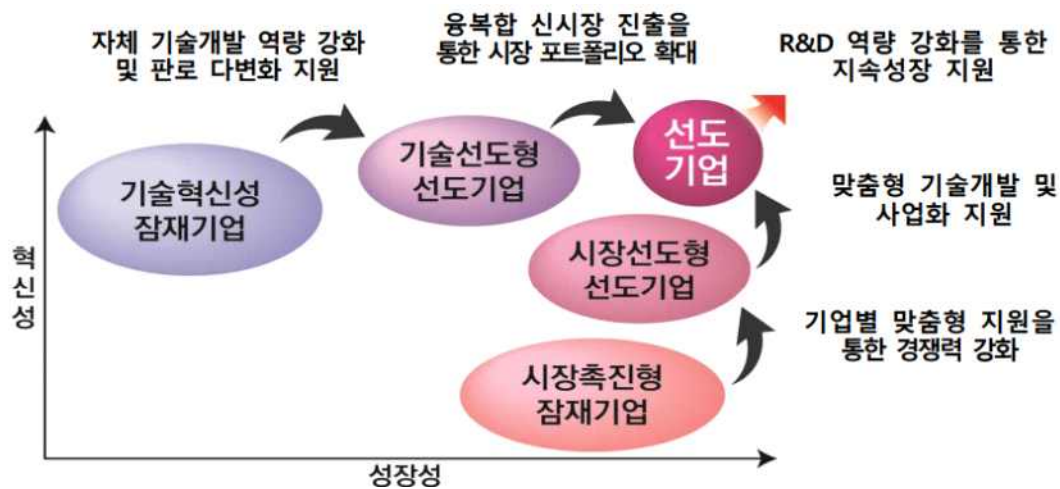 자체 기술개발 역량 강화
및 판로 다변화 지원
융복합 신시장 진출을
통한 시장 포트폴리오 확대
R&D 역량 강화를 통한
지속성장 지원
기술혁신성
잠재기업
기술선도형
선도기업
선도
기업
맞춤형 기술개발 및
사업화 지원
시장선도형
선도기업
기업별 맞춤형 지원을
통한 경쟁력 강화
시장촉진형
잠재기업
혁신성
성장성